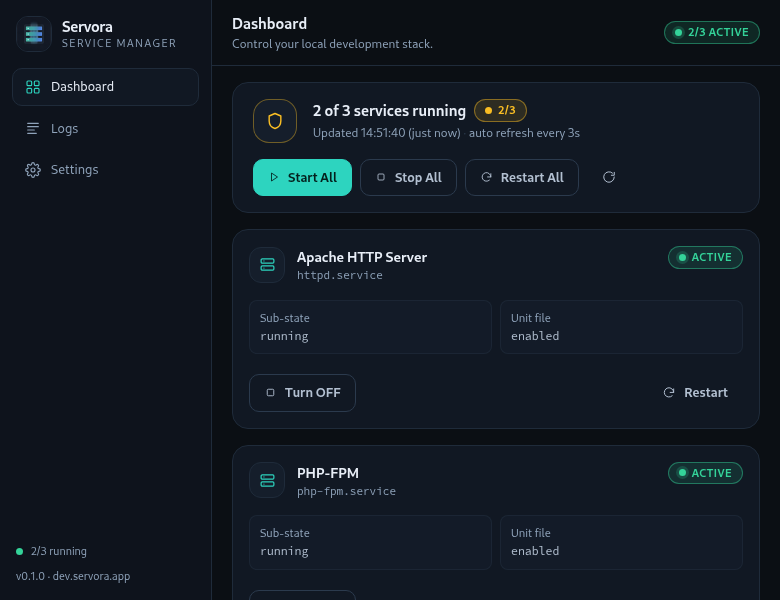 Servora
SERVICE MANAGER
Dashboard
Logs
Settings
2/3 running
v0.1.0 · dev.servora.app
Dashboard
Control your local development stack.
2/3 ACTIVE
2 of 3 services running
2/3
Updated 14:51:40 (just now) · auto refresh every 3s
Start All
Stop All
Restart All
Apache HTTP Server
httpd.service
ACTIVE
Sub-state
running
Unit file
enabled
Turn OFF
Restart
PHP-FPM
php-fpm.service
ACTIVE
Sub-state
running
Unit file
enabled